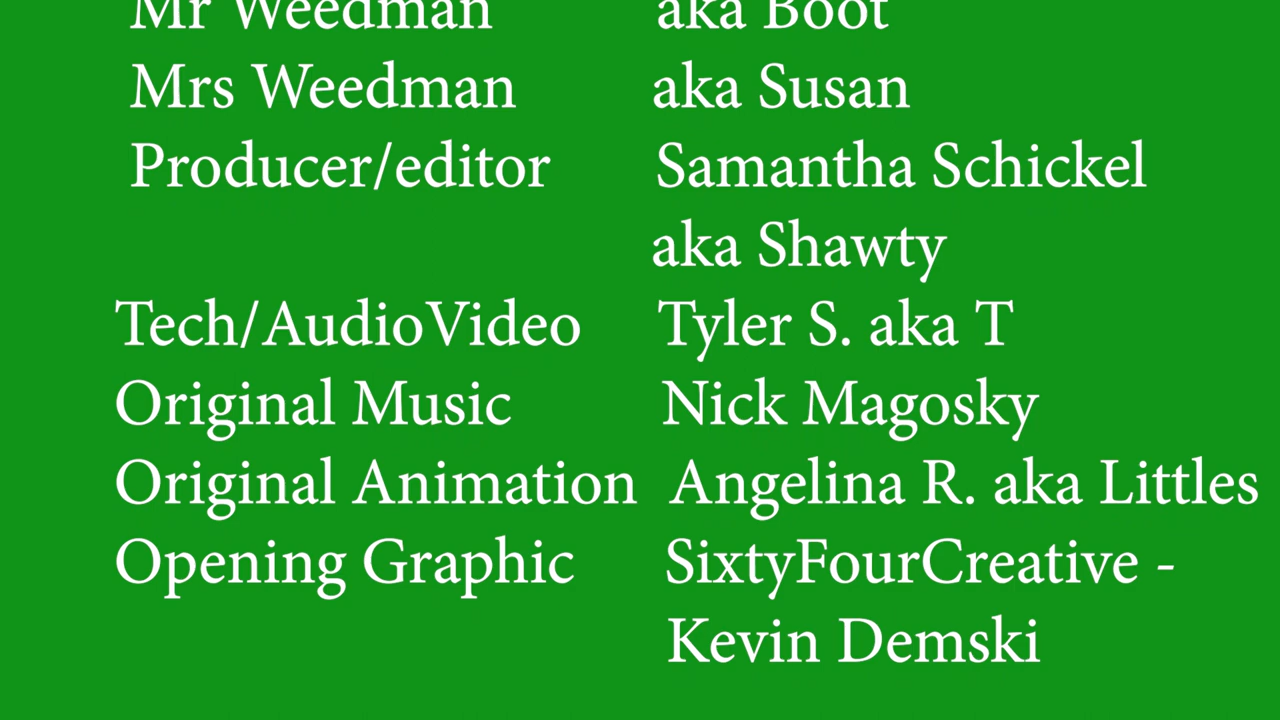 Mr Weedman aka Boot
Mrs Weedman aka Susan
Producer/editor Samantha Schickel
aka Shawty
Tech/AudioVideo Tyler S. aka T
Original Music Nick Magosky
Original Animation Angelina R. aka Littles
Opening Graphic SixtyFourCreative -
Kevin Demski